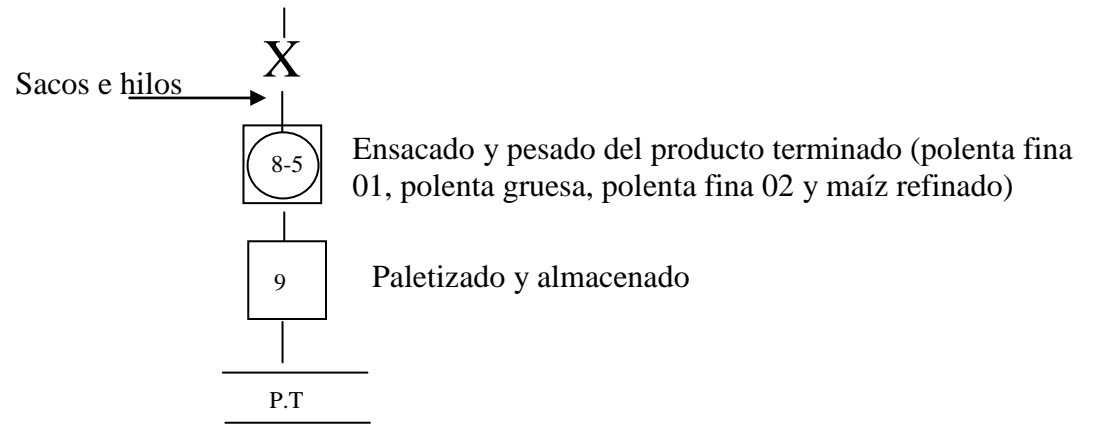 X
Sacos e hilos
8-5
Ensacado y pesado del producto terminado (polenta fina
01, polenta gruesa, polenta fina 02 y maíz refinado)
9
Paletizado y almacenado
P.T